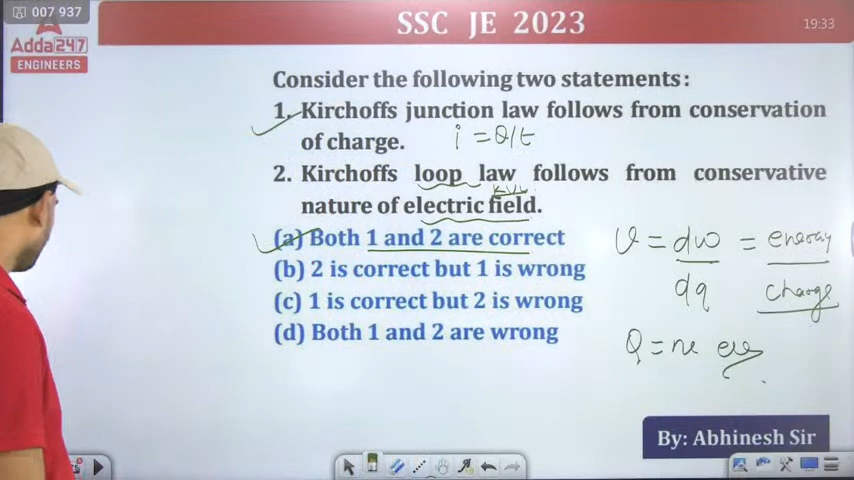 007 937
SSC JE 2023
19:33
Adda247
ENGINEERS
Consider the following two statements:
1. Kirchoffs junction law follows from conservation
of charge. i = Q/t
2. Kirchoffs loop law follows from conservative
KVL
nature of electric field.
(a) Both 1 and 2 are correct
(b) 2 is correct but 1 is wrong
(c) 1 is correct but 2 is wrong
(d) Both 1 and 2 are wrong
v = dw = energy
dq charge
Q = ne
By: Abhinesh Sir